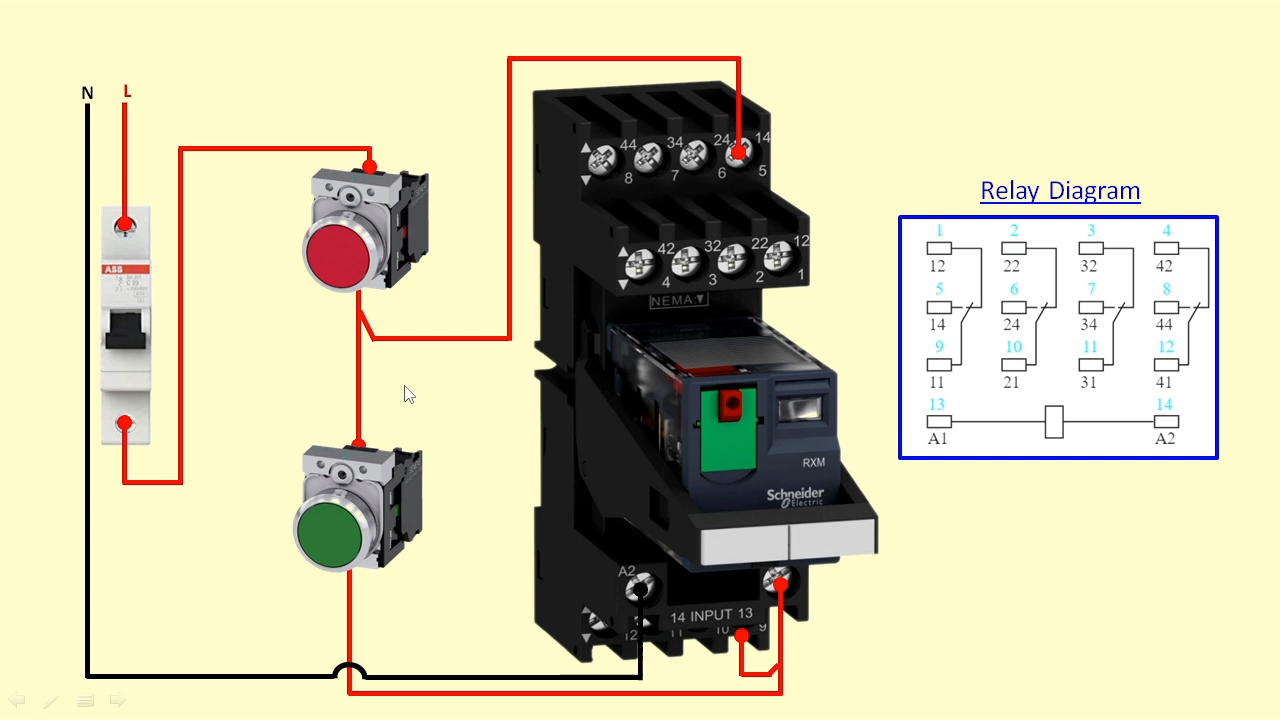 N L
ABB
C 20
44 34 24 14
8 7 6 5
42 32 22 12
4 3 2 1
NEMA:▼
RXM
Schneider
Electric
A2
14 INPUT 13
12 11 10 9
Relay Diagram
1 2 3 4
12 22 32 42
5 6 7 8
14 24 34 44
9 10 11 12
11 21 31 41
13 14
A1 A2